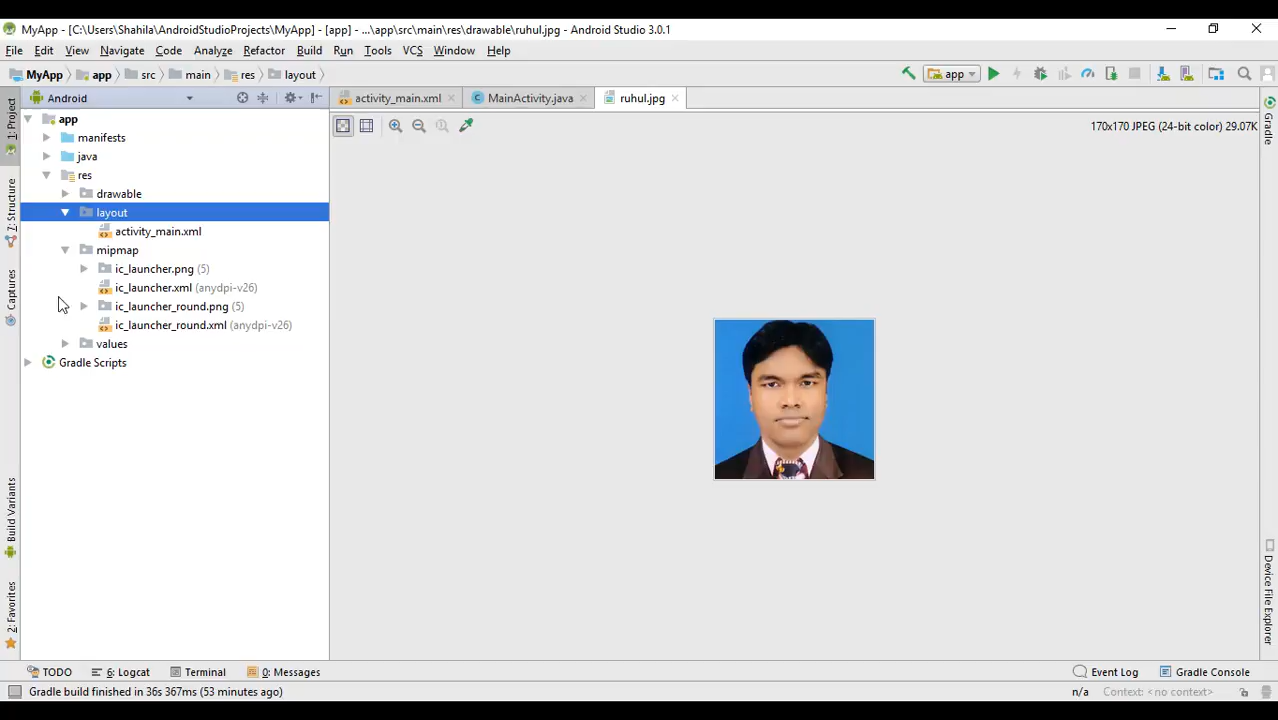 MyApp - [C:\Users\Shahila\AndroidStudioProjects\MyApp] - [app] - ...\app\src\main\res\drawable\ruhul.jpg - Android Studio 3.0.1
File Edit View Navigate Code Analyze Refactor Build Run Tools VCS Window Help
MyApp app src main res layout app
1: Project
Android
activity_main.xml MainActivity.java ruhul.jpg
170x170 JPEG (24-bit color) 29.07K
Gradle
app
manifests
java
res
drawable
layout
activity_main.xml
mipmap
ic_launcher.png (5)
ic_launcher.xml (anydpi-v26)
ic_launcher_round.png (5)
ic_launcher_round.xml (anydpi-v26)
values
Gradle Scripts
Z: Structure
Captures
Build Variants
2: Favorites
Device File Explorer
TODO 6: Logcat Terminal 0: Messages Event Log Gradle Console
Gradle build finished in 36s 367ms (53 minutes ago) n/a Context: <no context>